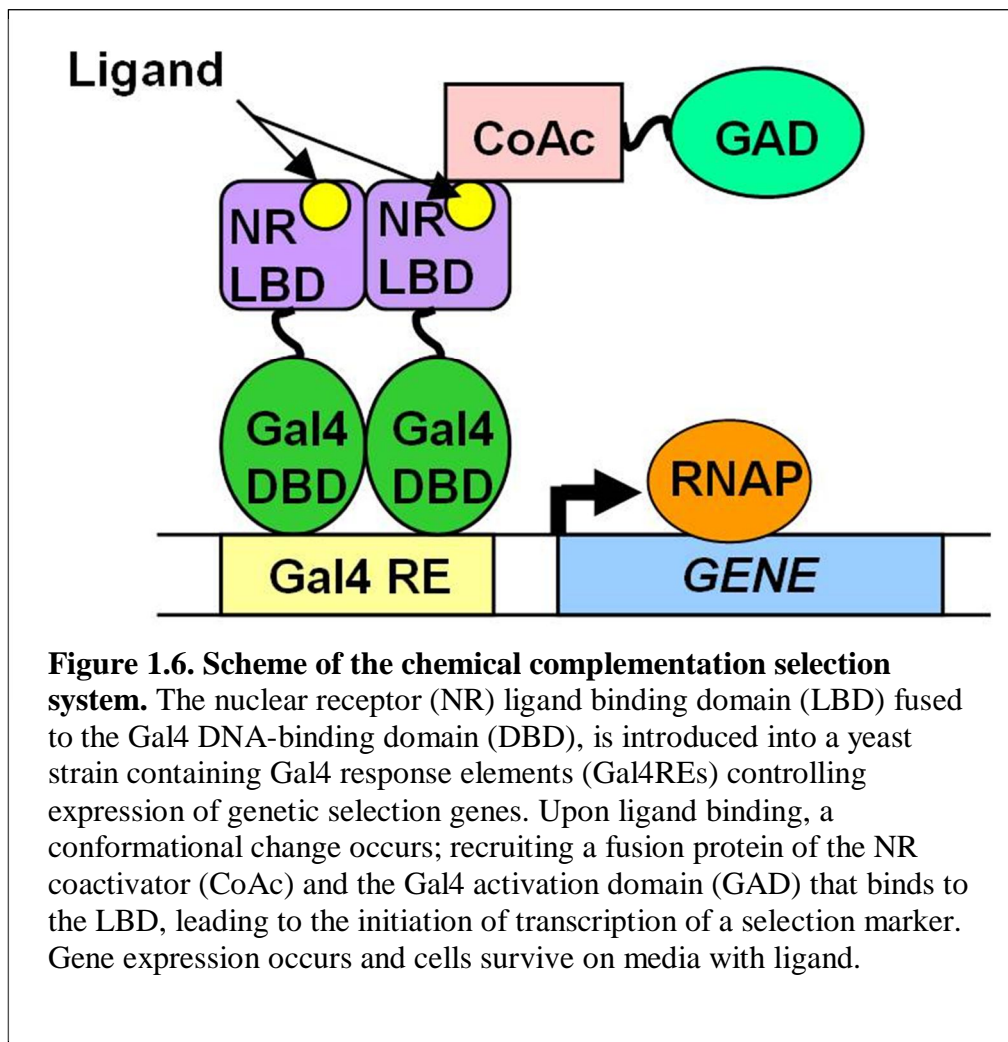 Ligand
CoAc
GAD
NR
LBD
NR
LBD
Gal4
DBD
Gal4
DBD
RNAP
Gal4 RE
GENE
Figure 1.6. Scheme of the chemical complementation selection
system. The nuclear receptor (NR) ligand binding domain (LBD) fused
to the Gal4 DNA-binding domain (DBD), is introduced into a yeast
strain containing Gal4 response elements (Gal4REs) controlling
expression of genetic selection genes. Upon ligand binding, a
conformational change occurs; recruiting a fusion protein of the NR
coactivator (CoAc) and the Gal4 activation domain (GAD) that binds to
the LBD, leading to the initiation of transcription of a selection marker.
Gene expression occurs and cells survive on media with ligand.